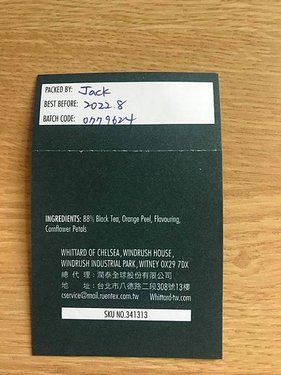 PACKED BY: Jack
BEST BEFORE: 2022.8
BATCH CODE: 0779624
INGREDIENTS: 88% Black Tea, Orange Peel, Flavouring,
Cornflower Petals
WHITTARD OF CHELSEA, WINDRUSH HOUSE,
WINDRUSH INDUSTRIAL PARK, WITNEY OX29 7DX
總 代 理：潤泰全球股份有限公司
地 址：台北市八德路二段308號13樓
cservice@mail.ruentex.com.tw Whittard-tw.com
SKU NO.341313